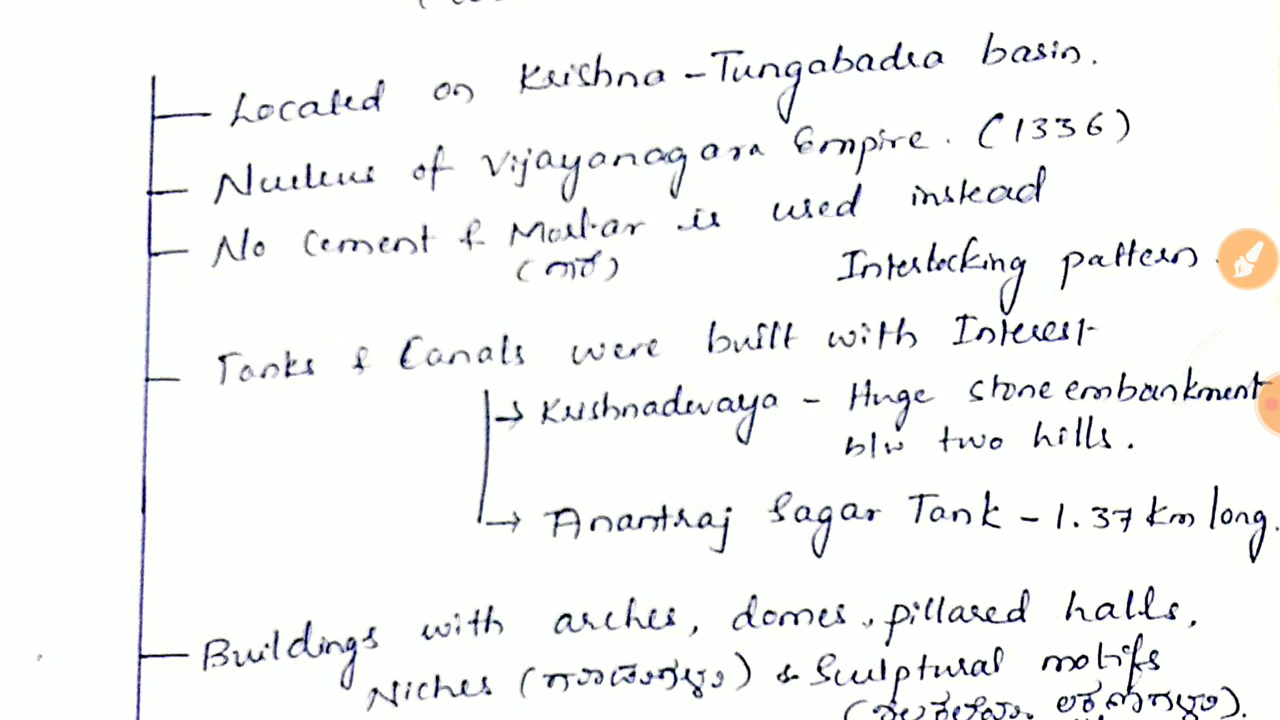 Located on Krishna - Tungabadra basin.
Nucleus of Vijayanagara Empire. (1336)
No Cement & Mortar is used instead
(ಗಾರೆ)
Interlocking pattern.
Tanks & Canals were built with Interest
→ Krishnadevaya - Huge stone embankment
b/w two hills.
→ Anantraj Sagar Tank - 1.37 km long.
Buildings with arches, domes, pillared halls,
Niches (ಗೂಡುಗಳು) & Sculptural motifs